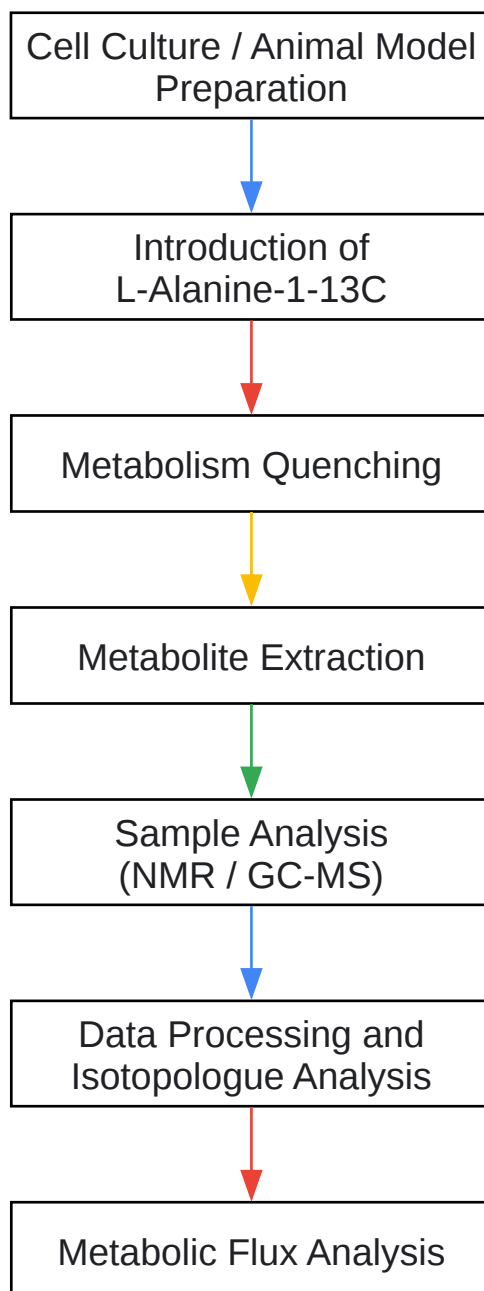 Cell Culture / Animal Model
Preparation
Introduction of
L-Alanine-1-13C
Metabolism Quenching
Metabolite Extraction
Sample Analysis
(NMR / GC-MS)
Data Processing and
Isotopologue Analysis
Metabolic Flux Analysis